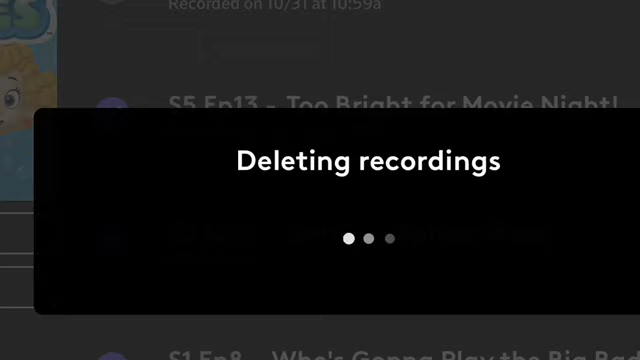 Recorded on 10/31 at 10:59a
S5 Ep13 - Too Bright for Movie Night!
Deleting recordings
S1 Ep8 - Who's Gonna Play the Big Bad